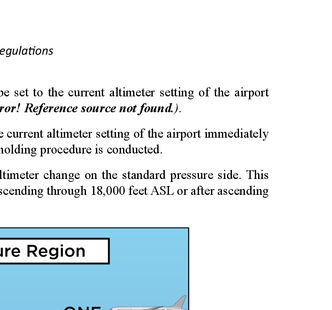 egulations
be set to the current altimeter setting of the airport
ror! Reference source not found.).
e current altimeter setting of the airport immediately
holding procedure is conducted.
ltimeter change on the standard pressure side. This
scending through 18,000 feet ASL or after ascending
ure Region